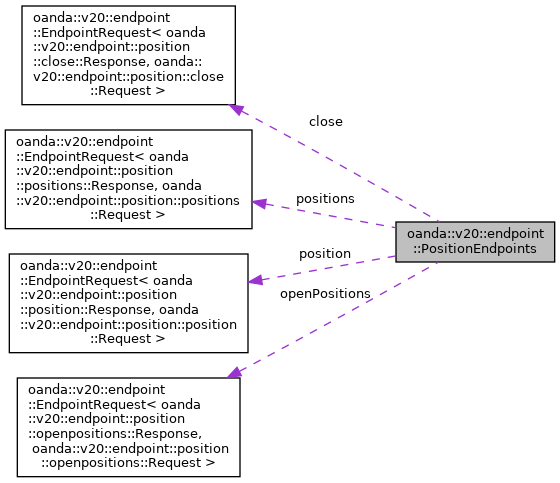 oanda::v20::endpoint
::EndpointRequest< oanda
::v20::endpoint::position
::close::Response, oanda::
v20::endpoint::position::close
::Request >
close
oanda::v20::endpoint
::EndpointRequest< oanda
::v20::endpoint::position
::positions::Response, oanda
::v20::endpoint::position::positions
::Request >
positions
oanda::v20::endpoint
::PositionEndpoints
oanda::v20::endpoint
::EndpointRequest< oanda
::v20::endpoint::position
::position::Response, oanda
::v20::endpoint::position::position
::Request >
position
openPositions
oanda::v20::endpoint
::EndpointRequest< oanda
::v20::endpoint::position
::openpositions::Response,
oanda::v20::endpoint::position
::openpositions::Request >